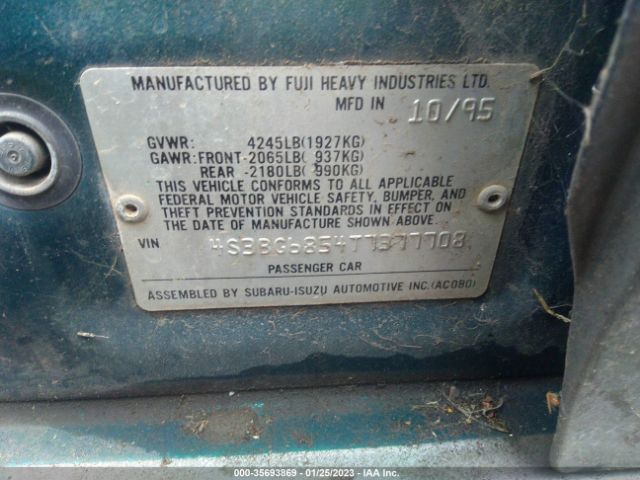 MANUFACTURED BY FUJI HEAVY INDUSTRIES LTD.
MFD IN 10/95
GVWR: 4245LB(1927KG)
GAWR: FRONT-2065LB( 937KG)
REAR -2180LB( 990KG)
THIS VEHICLE CONFORMS TO ALL APPLICABLE
FEDERAL MOTOR VEHICLE SAFETY, BUMPER, AND
THEFT PREVENTION STANDARDS IN EFFECT ON
THE DATE OF MANUFACTURE SHOWN ABOVE.
VIN 4S3BG6854T7377708
PASSENGER CAR
ASSEMBLED BY SUBARU-ISUZU AUTOMOTIVE INC.(AC080)
000-35693869 - 01/25/2023 - IAA Inc.